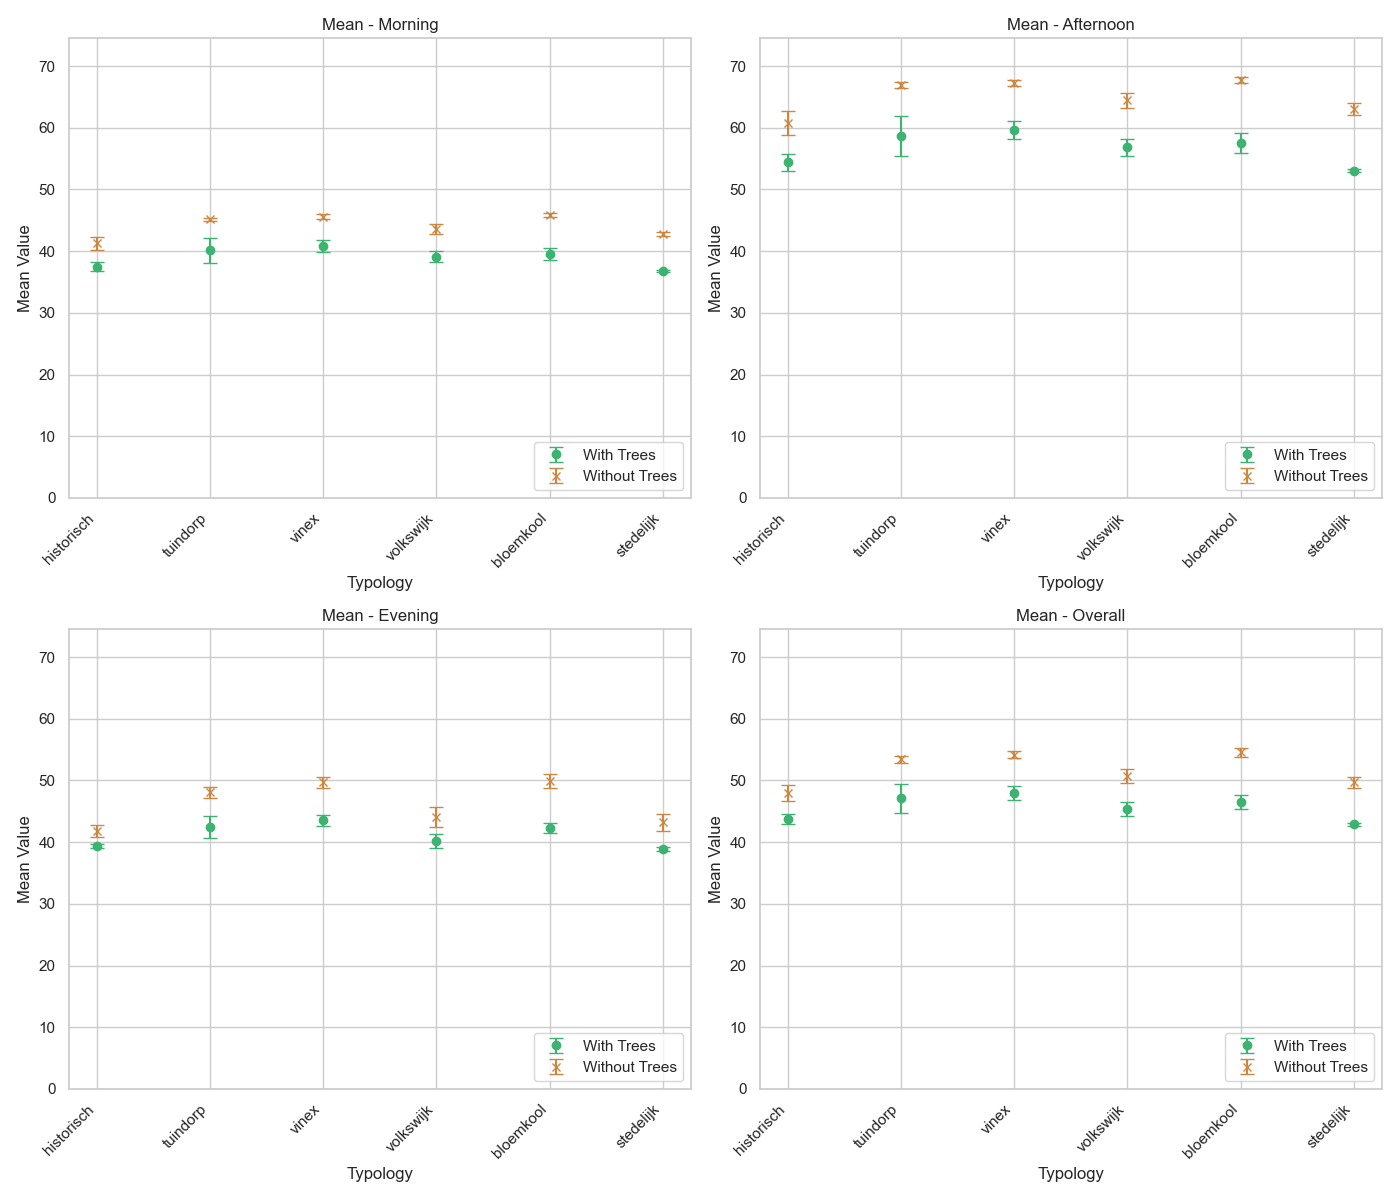 Mean - Morning
70
60
50
40
30
20
10
0
Mean Value
With Trees
Without Trees
historisch
tuindorp
vinex
volkswijk
bloemkool
stedelijk
Typology
Mean - Afternoon
70
60
50
40
30
20
10
0
Mean Value
With Trees
Without Trees
historisch
tuindorp
vinex
volkswijk
bloemkool
stedelijk
Typology
Mean - Evening
70
60
50
40
30
20
10
0
Mean Value
With Trees
Without Trees
historisch
tuindorp
vinex
volkswijk
bloemkool
stedelijk
Typology
Mean - Overall
70
60
50
40
30
20
10
0
Mean Value
With Trees
Without Trees
historisch
tuindorp
vinex
volkswijk
bloemkool
stedelijk
Typology